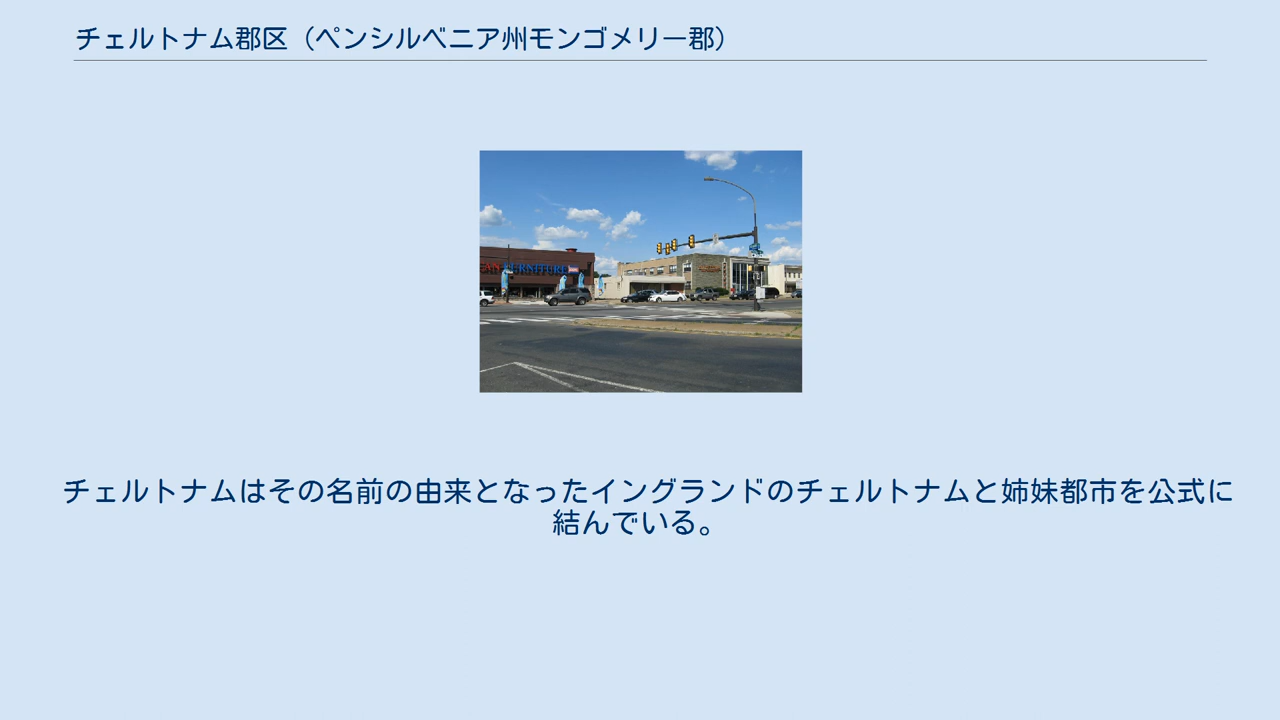 チェルトナム郡区（ペンシルベニア州モンゴメリー郡）
チェルトナムはその名前の由来となったイングランドのチェルトナムと姉妹都市を公式に
結んでいる。